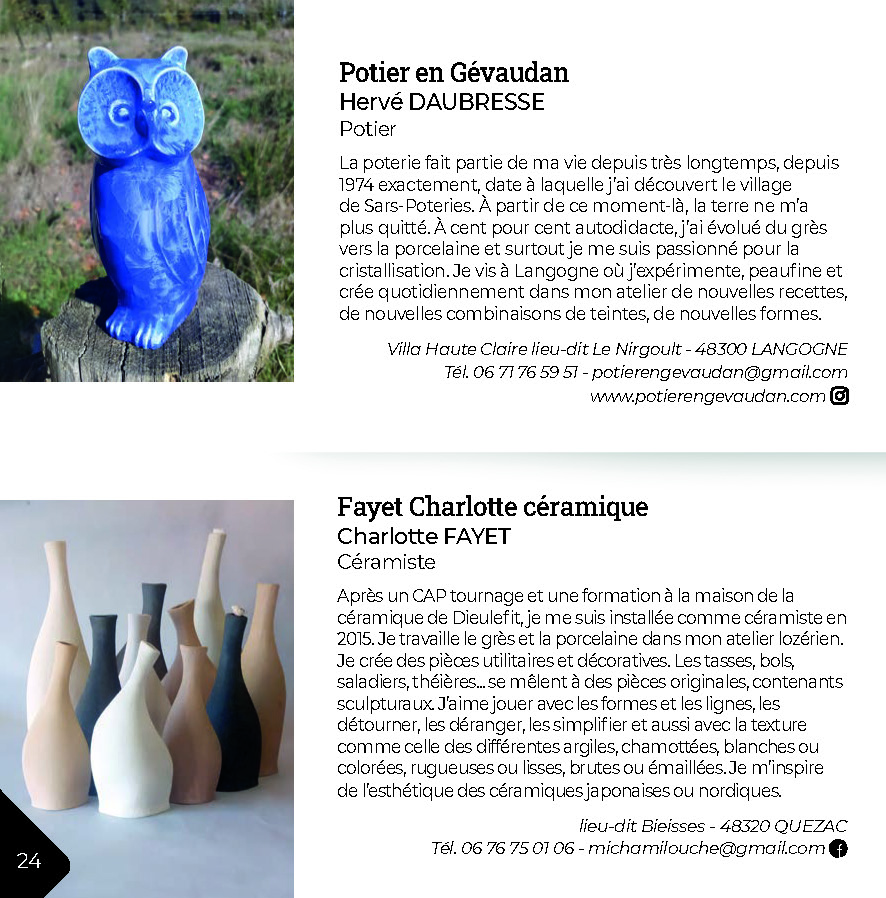 Potier en Gévaudan
Hervé DAUBRESSE
Potier
La poterie fait partie de ma vie depuis très longtemps, depuis
1974 exactement, date à laquelle j'ai découvert le village
de Sars-Poteries. À partir de ce moment-là, la terre ne m'a
plus quitté. À cent pour cent autodidacte, j'ai évolué du grès
vers la porcelaine et surtout je me suis passionné pour la
cristallisation. Je vis à Langogne où j'expérimente, peaufine et
crée quotidiennement dans mon atelier de nouvelles recettes,
de nouvelles combinaisons de teintes, de nouvelles formes.
Villa Haute Claire lieu-dit Le Nirgoult - 48300 LANGOGNE
Tél. 06 71 76 59 51 - potierengevaudan@gmail.com
www.potierengevaudan.com
Fayet Charlotte céramique
Charlotte FAYET
Céramiste
Après un CAP tournage et une formation à la maison de la
céramique de Dieulefit, je me suis installée comme céramiste en
2015. Je travaille le grès et la porcelaine dans mon atelier lozérien.
Je crée des pièces utilitaires et décoratives. Les tasses, bols,
saladiers, théières... se mêlent à des pièces originales, contenants
sculpturaux. J'aime jouer avec les formes et les lignes, les
détourner, les déranger, les simplifier et aussi avec la texture
comme celle des différentes argiles, chamottées, blanches ou
colorées, rugueuses ou lisses, brutes ou émaillées. Je m'inspire
de l'esthétique des céramiques japonaises ou nordiques.
lieu-dit Bieisses - 48320 QUEZAC
Tél. 06 76 75 01 06 - michamilouche@gmail.com
24